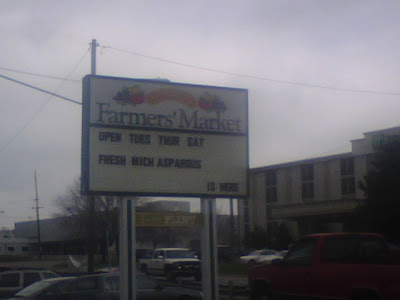 Farmers' Market
OPEN TUES THUR SAT
FRESH MICH ASPARGUS
IS HERE